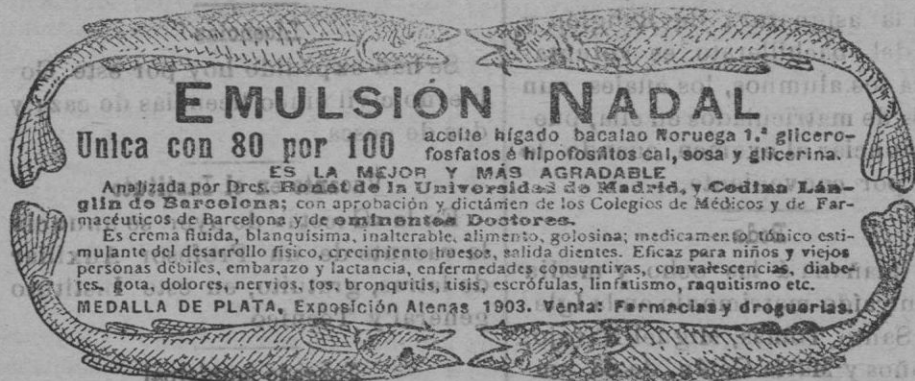 EMULSIÓN NADAL
Unica con 80 por 100 aceite hígado bacalao Noruega 1.ª glicero-
fosfatos é hipofosfitos cal, sosa y glicerina.
ES LA MEJOR Y MÁS AGRADABLE
Analizada por Dres. Bonet de la Universidad de Madrid, y Codina Län-
glin de Barcelona; con aprobación y dictámen de los Colegios de Médicos y de Far-
macéuticos de Barcelona y de eminentes Doctores.
Es crema flúida, blanquísima, inalterable, alimento, golosina; medicamento tónico esti-
mulante del desarrollo físico, crecimiento huesos, salida dientes. Eficaz para niños y viejos
personas débiles, embarazo y lactancia, enfermedades consuntivas, convalescencias, diabe-
tes, gota, dolores, nervios, tos, bronquitis, tisis, escrófulas, linfatismo, raquitismo etc.
MEDALLA DE PLATA, Exposición Atenas 1903. Venta: Farmacias y droguerías.